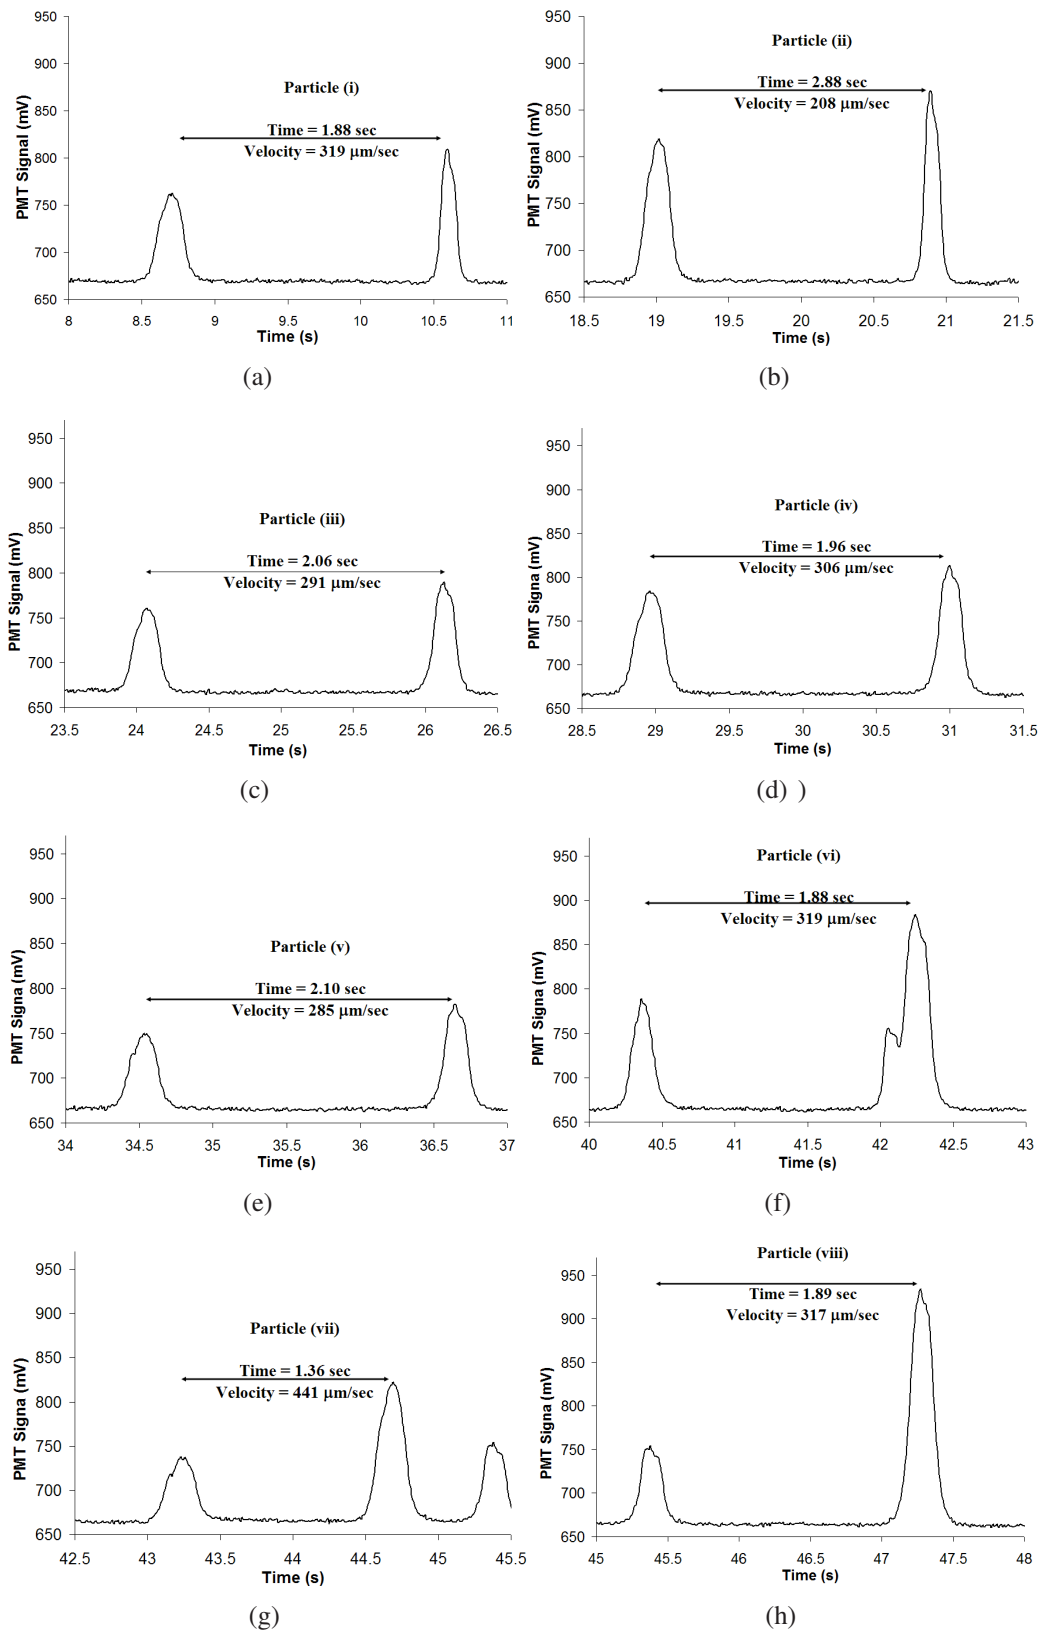 950
900
850
800
750
700
650
PMT Signal (mV)
Particle (i)
Time = 1.88 sec
Velocity = 319 µm/sec
8 8.5 9 9.5 10 10.5 11
Time (s)
(a)
950
900
850
800
750
700
650
PMT Signal (mV)
Particle (ii)
Time = 2.88 sec
Velocity = 208 µm/sec
18.5 19 19.5 20 20.5 21 21.5
Time (s)
(b)
950
900
850
800
750
700
650
PMT Signal (mV)
Particle (iii)
Time = 2.06 sec
Velocity = 291 µm/sec
23.5 24 24.5 25 25.5 26 26.5
Time (s)
(c)
950
900
850
800
750
700
650
PMT Signa (mV)
Particle (iv)
Time = 1.96 sec
Velocity = 306 µm/sec
28.5 29 29.5 30 30.5 31 31.5
Time (s)
(d) )
950
900
850
800
750
700
650
PMT Signa (mV)
Particle (v)
Time = 2.10 sec
Velocity = 285 µm/sec
34 34.5 35 35.5 36 36.5 37
Time (s)
(e)
950
900
850
800
750
700
650
PMT Signa (mV)
Particle (vi)
Time = 1.88 sec
Velocity = 319 µm/sec
40 40.5 41 41.5 42 42.5 43
Time (s)
(f)
950
900
850
800
750
700
650
PMT Signa (mV)
Particle (vii)
Time = 1.36 sec
Velocity = 441 µm/sec
42.5 43 43.5 44 44.5 45 45.5
Time (s)
(g)
950
900
850
800
750
700
650
PMT Signa (mV)
Particle (viii)
Time = 1.89 sec
Velocity = 317 µm/sec
45 45.5 46 46.5 47 47.5 48
Time (s)
(h)